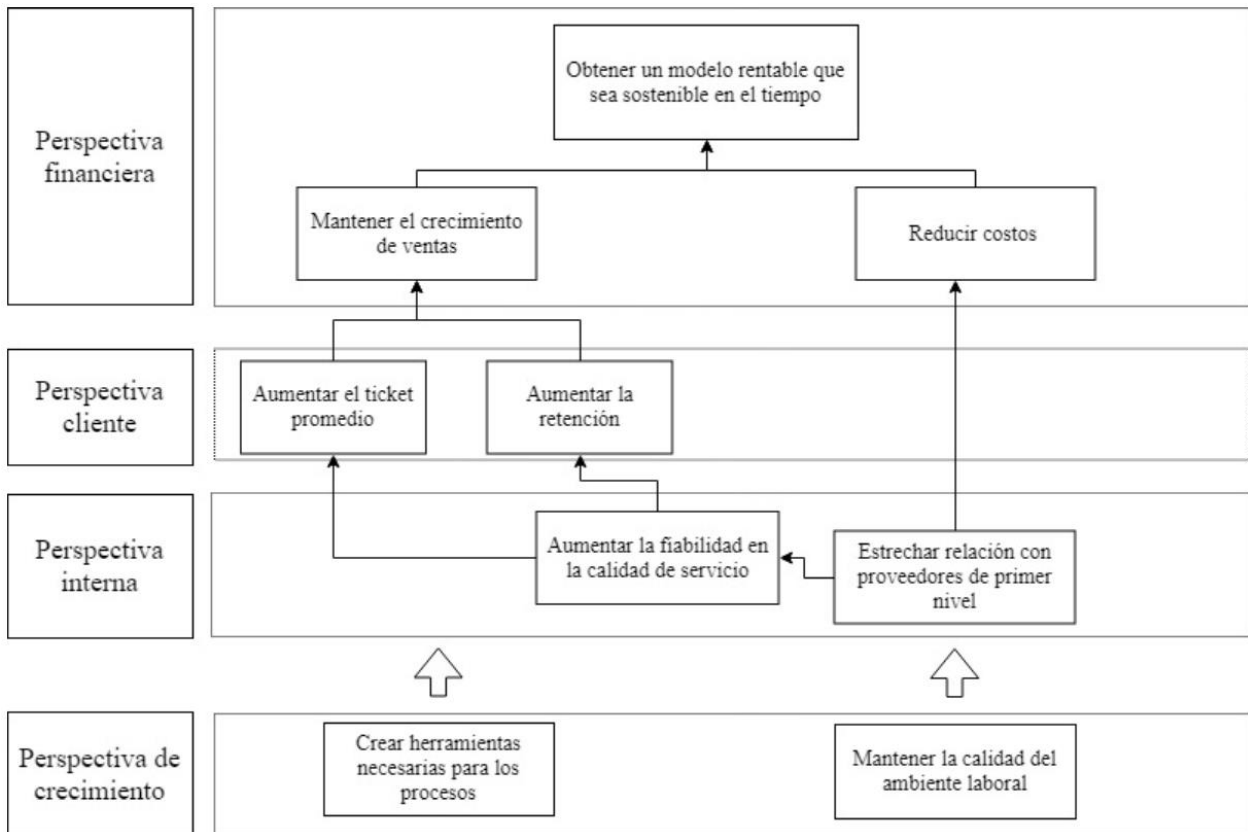 Perspectiva
financiera
Obtener un modelo rentable que
sea sostenible en el tiempo
Mantener el crecimiento
de ventas
Reducir costos
Perspectiva
cliente
Aumentar el ticket
promedio
Aumentar la
retención
Perspectiva
interna
Aumentar la fiabilidad en
la calidad de servicio
Estrechar relación con
proveedores de primer
nivel
Perspectiva de
crecimiento
Crear herramientas
necesarias para los
procesos
Mantener la calidad del
ambiente laboral